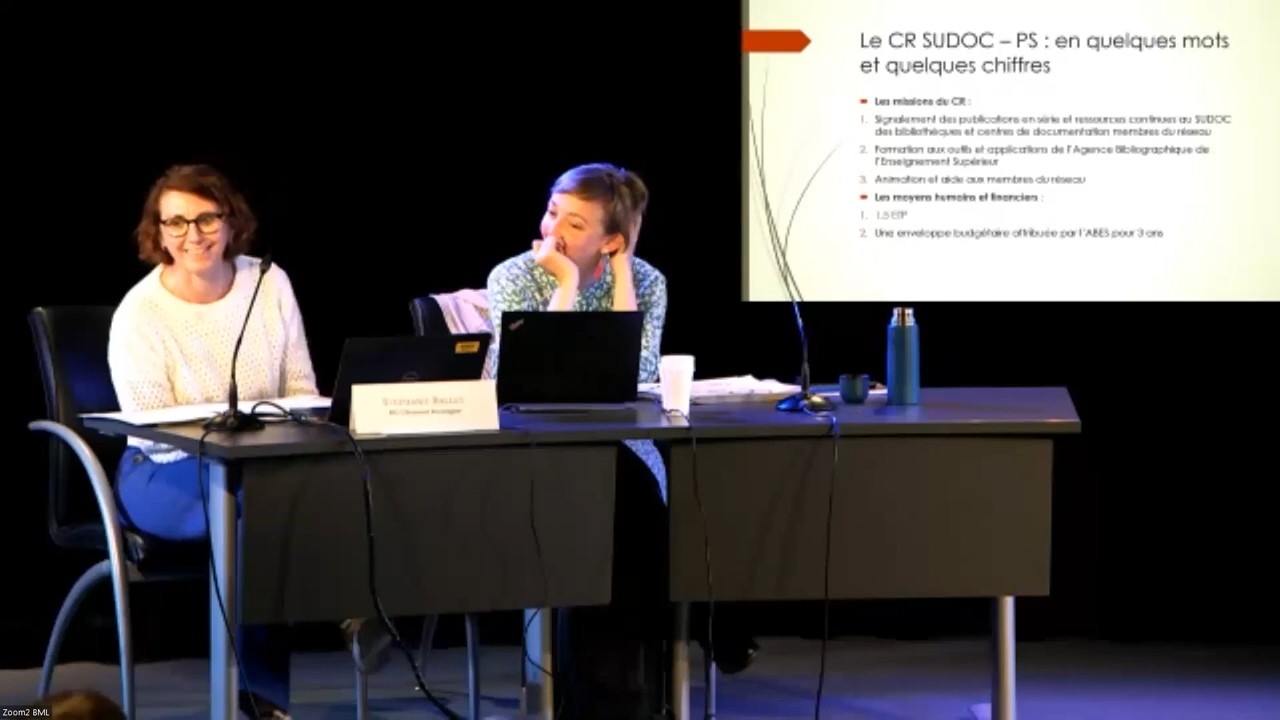 Le CR SUDOC – PS : en quelques mots
et quelques chiffres
Les missions du CR :
1. Signalement des publications en série et ressources continues au SUDOC
des bibliothèques et centres de documentation membres du réseau
2. Formation aux outils et applications de l'Agence Bibliographique de
l'Enseignement Supérieur
3. Animation et aide aux membres du réseau
Les moyens humains et financiers :
1. 1,5 ETP
2. Une enveloppe budgétaire attribuée par l'ABES pour 3 ans
Zoom2 BML